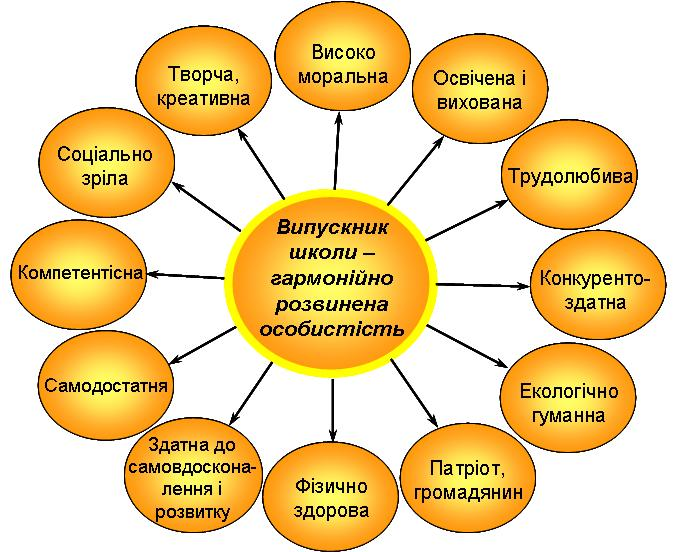 Високо
моральна
Освічена і
вихована
Трудолюбива
Конкуренто-
здатна
Екологічно
гуманна
Патріот,
громадянин
Фізично
здорова
Здатна до
самовдоскона-
лення і
розвитку
Самодостатня
Компетентісна
Соціально
зріла
Творча,
креативна
Випускник
школи –
гармонійно
розвинена
особистість